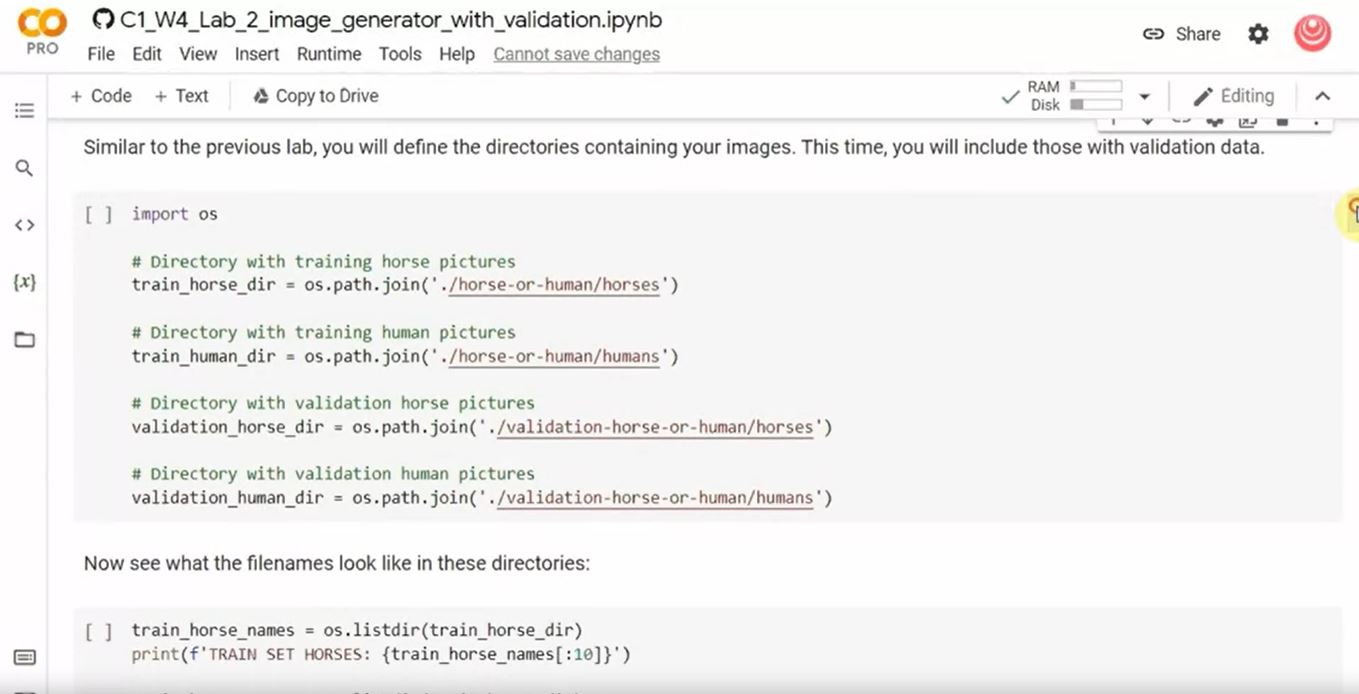 C1_W4_Lab_2_image_generator_with_validation.ipynb
PRO
File Edit View Insert Runtime Tools Help Cannot save changes
Share
+ Code + Text Copy to Drive
RAM
Disk
Editing
Similar to the previous lab, you will define the directories containing your images. This time, you will include those with validation data.
[ ] import os
# Directory with training horse pictures
train_horse_dir = os.path.join('./horse-or-human/horses')
# Directory with training human pictures
train_human_dir = os.path.join('./horse-or-human/humans')
# Directory with validation horse pictures
validation_horse_dir = os.path.join('./validation-horse-or-human/horses')
# Directory with validation human pictures
validation_human_dir = os.path.join('./validation-horse-or-human/humans')
{x}
Now see what the filenames look like in these directories:
[ ] train_horse_names = os.listdir(train_horse_dir)
print(f'TRAIN SET HORSES: {train_horse_names[:10]}')